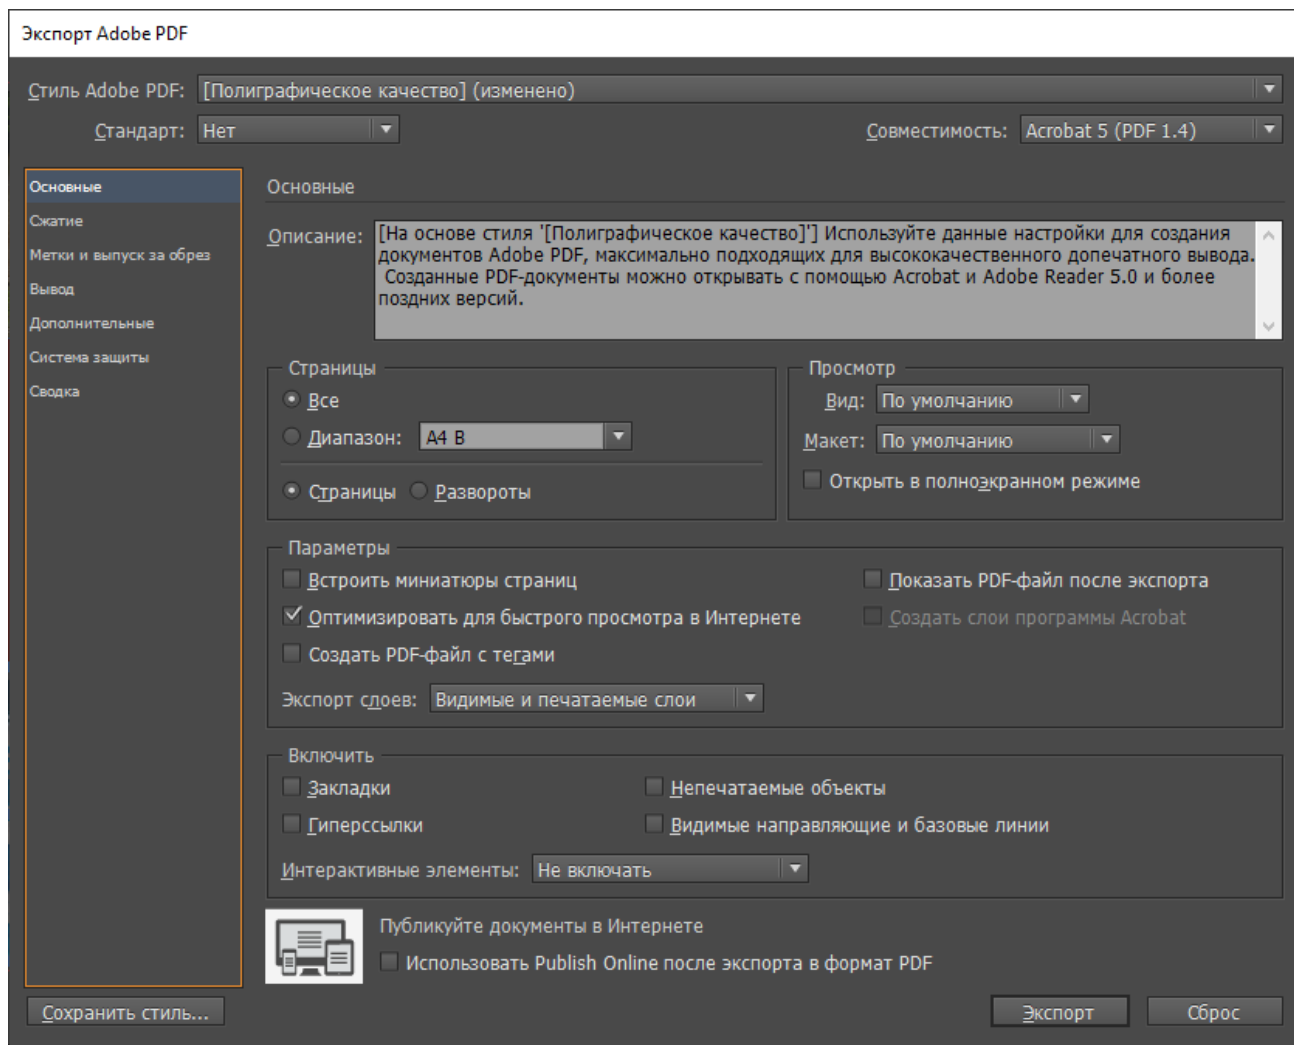 Экспорт Adobe PDF
Стиль Adobe PDF: [Полиграфическое качество] (изменено)
Стандарт: Нет
Совместимость: Acrobat 5 (PDF 1.4)
Основные
Сжатие
Метки и выпуск за обрез
Вывод
Дополнительные
Система защиты
Сводка
Основные
Описание: [На основе стиля '[Полиграфическое качество]'] Используйте данные настройки для создания
документов Adobe PDF, максимально подходящих для высококачественного допечатного вывода.
Созданные PDF-документы можно открывать с помощью Acrobat и Adobe Reader 5.0 и более
поздних версий.
Страницы
Все
Диапазон: A4 B
Страницы Развороты
Просмотр
Вид: По умолчанию
Макет: По умолчанию
Открыть в полноэкранном режиме
Параметры
Встроить миниатюры страниц
Показать PDF-файл после экспорта
Оптимизировать для быстрого просмотра в Интернете
Создать слои программы Acrobat
Создать PDF-файл с тегами
Экспорт слоев: Видимые и печатаемые слои
Включить
Закладки
Непечатаемые объекты
Гиперссылки
Видимые направляющие и базовые линии
Интерактивные элементы: Не включать
Публикуйте документы в Интернете
Использовать Publish Online после экспорта в формат PDF
Сохранить стиль...
Экспорт
Сброс